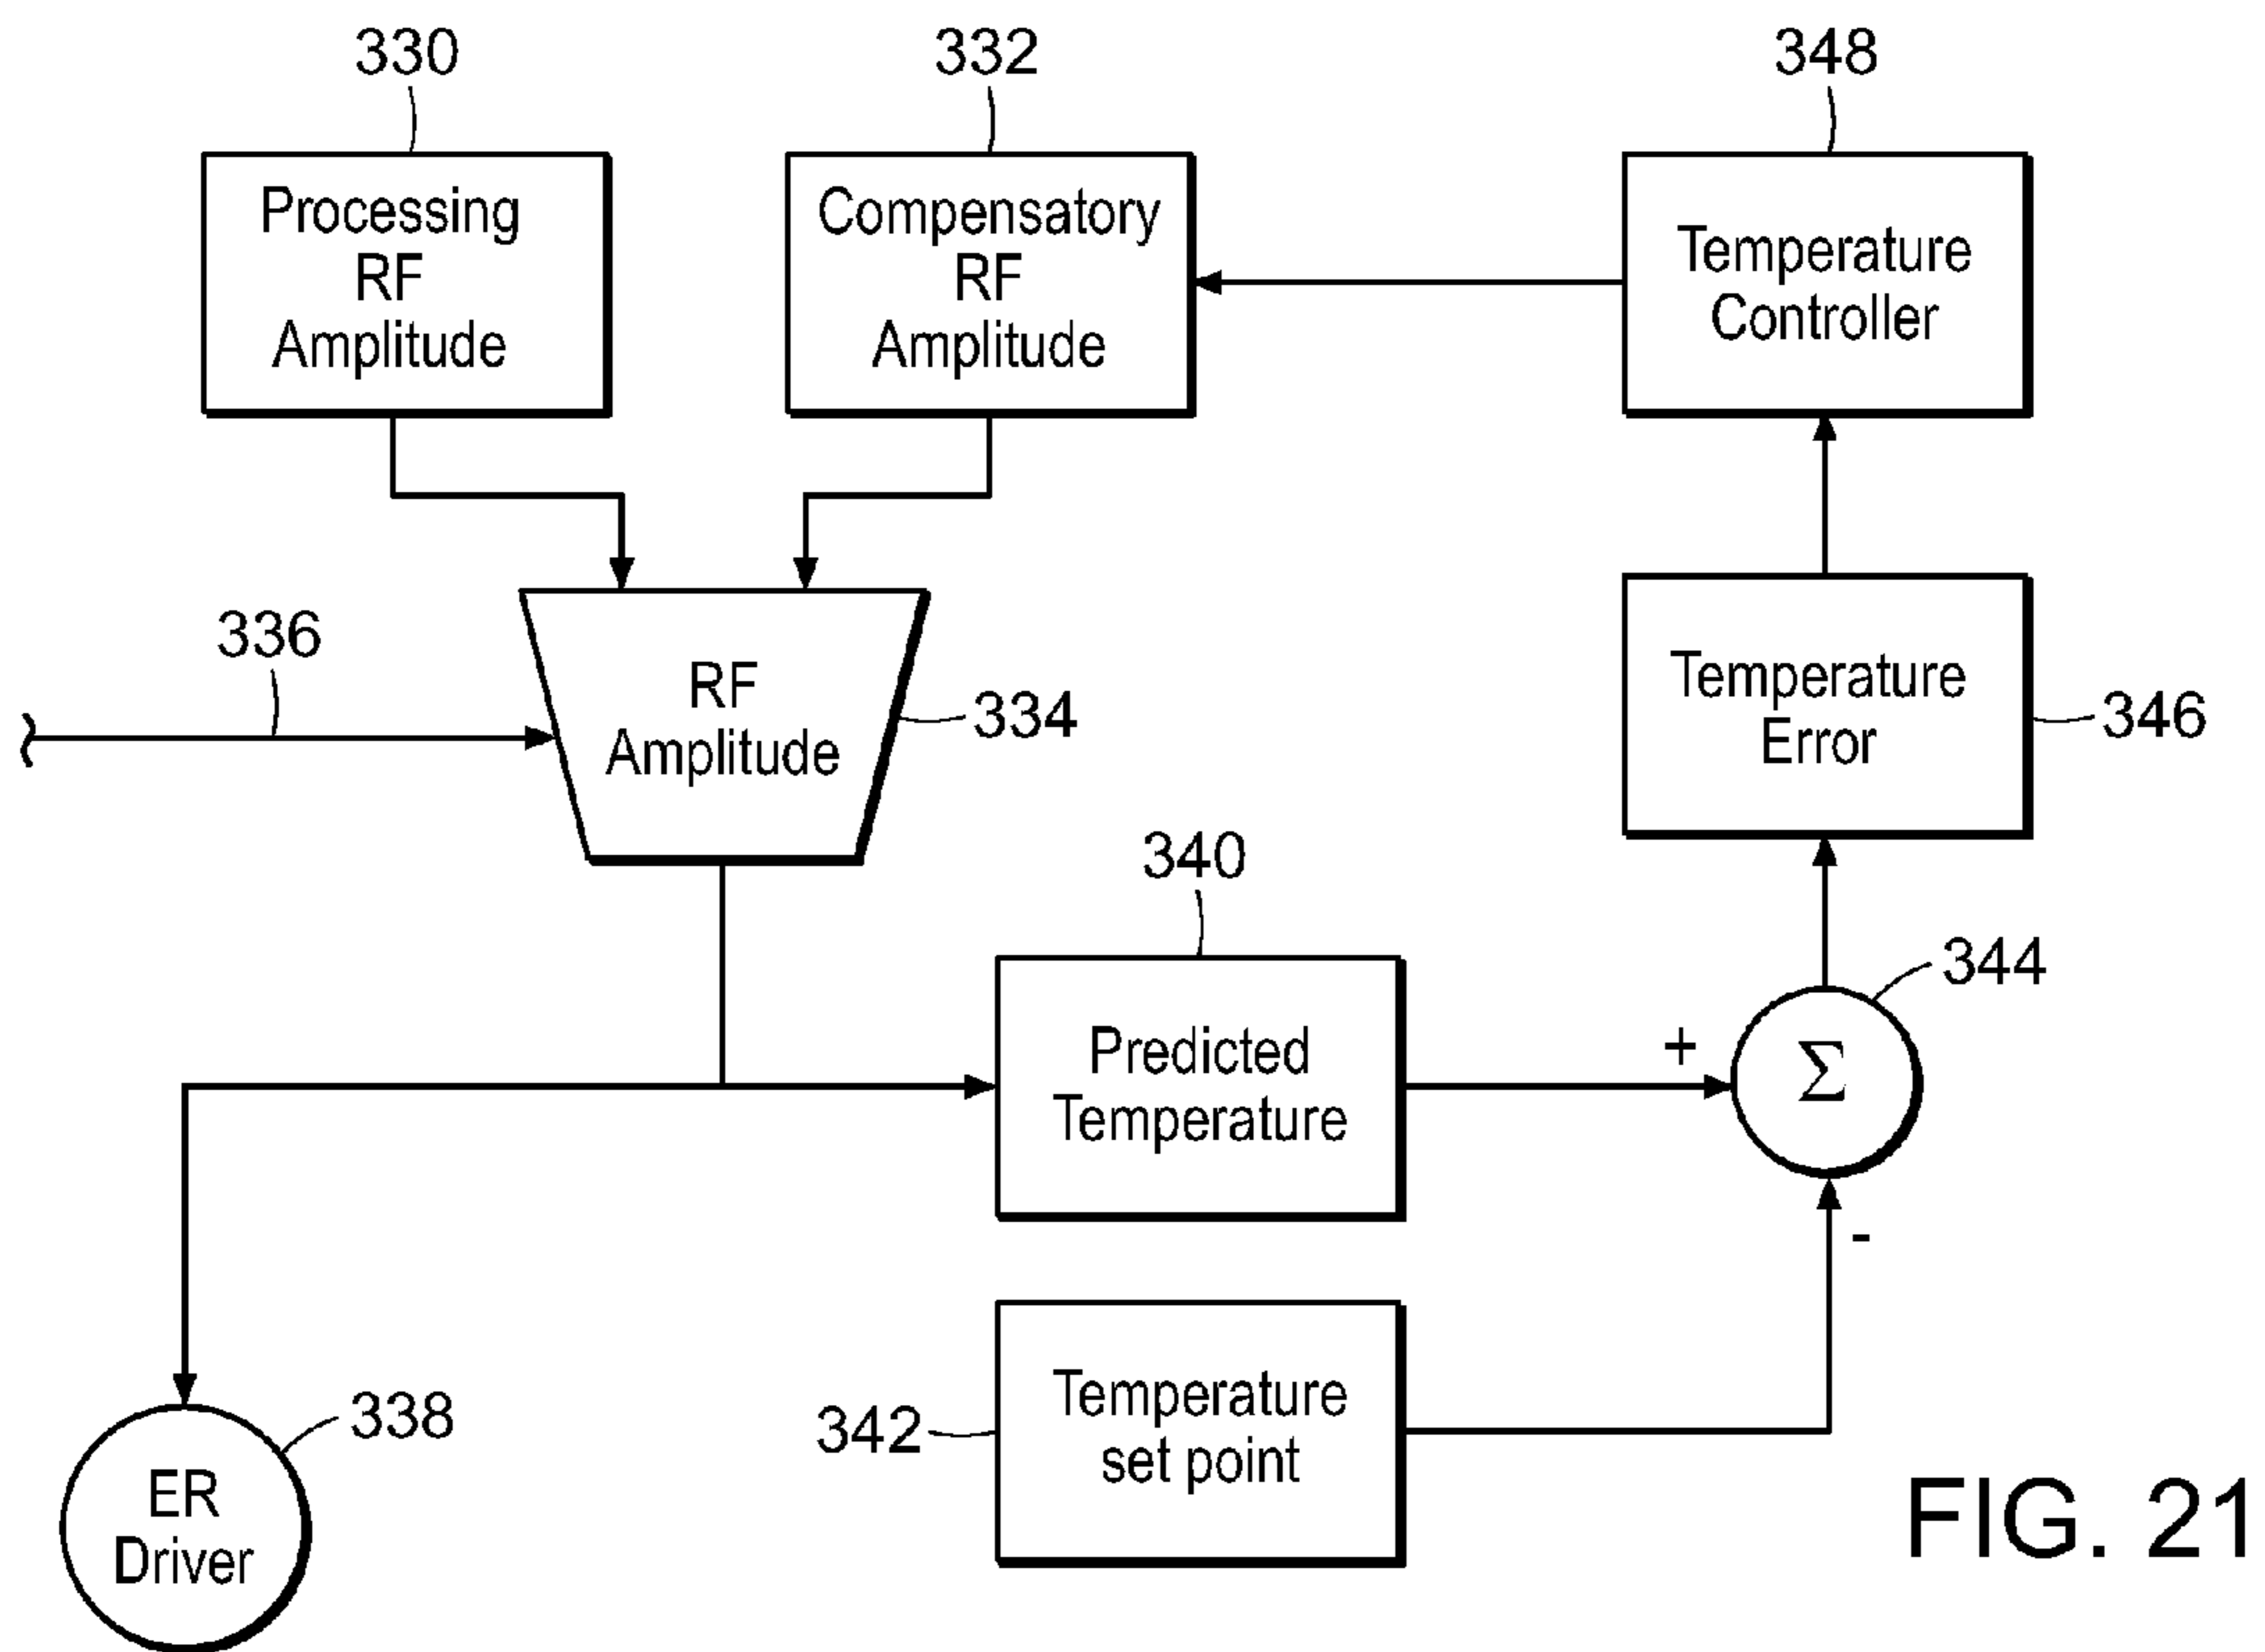 330
332
348
Processing
RF
Amplitude
Compensatory
RF
Amplitude
Temperature
Controller
336
RF
Amplitude
334
Temperature
Error
346
340
344
Predicted
Temperature
+
Σ
-
338
ER
Driver
342
Temperature
set point
FIG. 21